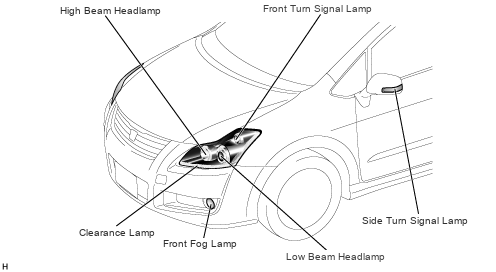 High Beam Headlamp
Front Turn Signal Lamp
Side Turn Signal Lamp
Clearance Lamp
Front Fog Lamp
Low Beam Headlamp
H